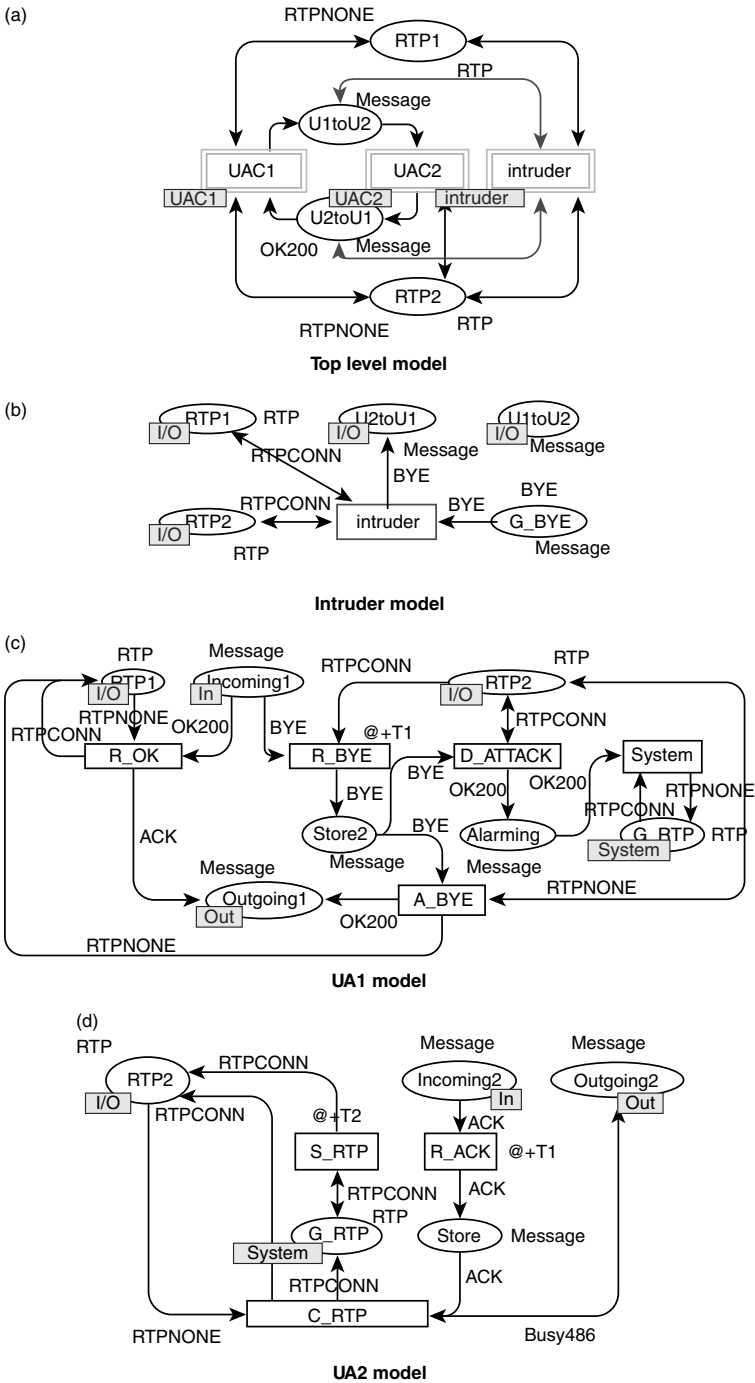 (a)
RTPNONE
RTP1
RTP
Message
U1toU2
UAC1
UAC2
intruder
UAC1
UAC2
intruder
U2toU1
OK200
Message
RTP2
RTPNONE
RTP
Top level model
(b)
RTP1
RTP
I/O
U2toU1
I/O
Message
U1toU2
I/O
Message
RTPCONN
BYE
RTPCONN
BYE
BYE
RTP2
I/O
RTP
intruder
G_BYE
Message
Intruder model
(c)
RTP
Message
RTPCONN
RTP
RTP1
I/O
Incoming1
In
RTP2
I/O
RTPNONE
RTPCONN
OK200
BYE
@+T1
RTPCONN
R_OK
R_BYE
D_ATTACK
System
BYE
BYE
OK200
OK200
RTPNONE
RTPCONN
ACK
Store2
BYE
Alarming
G_RTP
RTP
System
Message
Message
Message
Outgoing1
Out
OK200
A_BYE
RTPNONE
RTPNONE
UA1 model
(d)
RTP
Message
Message
RTPCONN
RTP2
I/O
Incoming2
In
Outgoing2
Out
RTPCONN
@+T2
ACK
S_RTP
R_ACK
@+T1
RTPCONN
ACK
RTP
G_RTP
System
Store
Message
RTPCONN
ACK
C_RTP
RTPNONE
Busy486
UA2 model